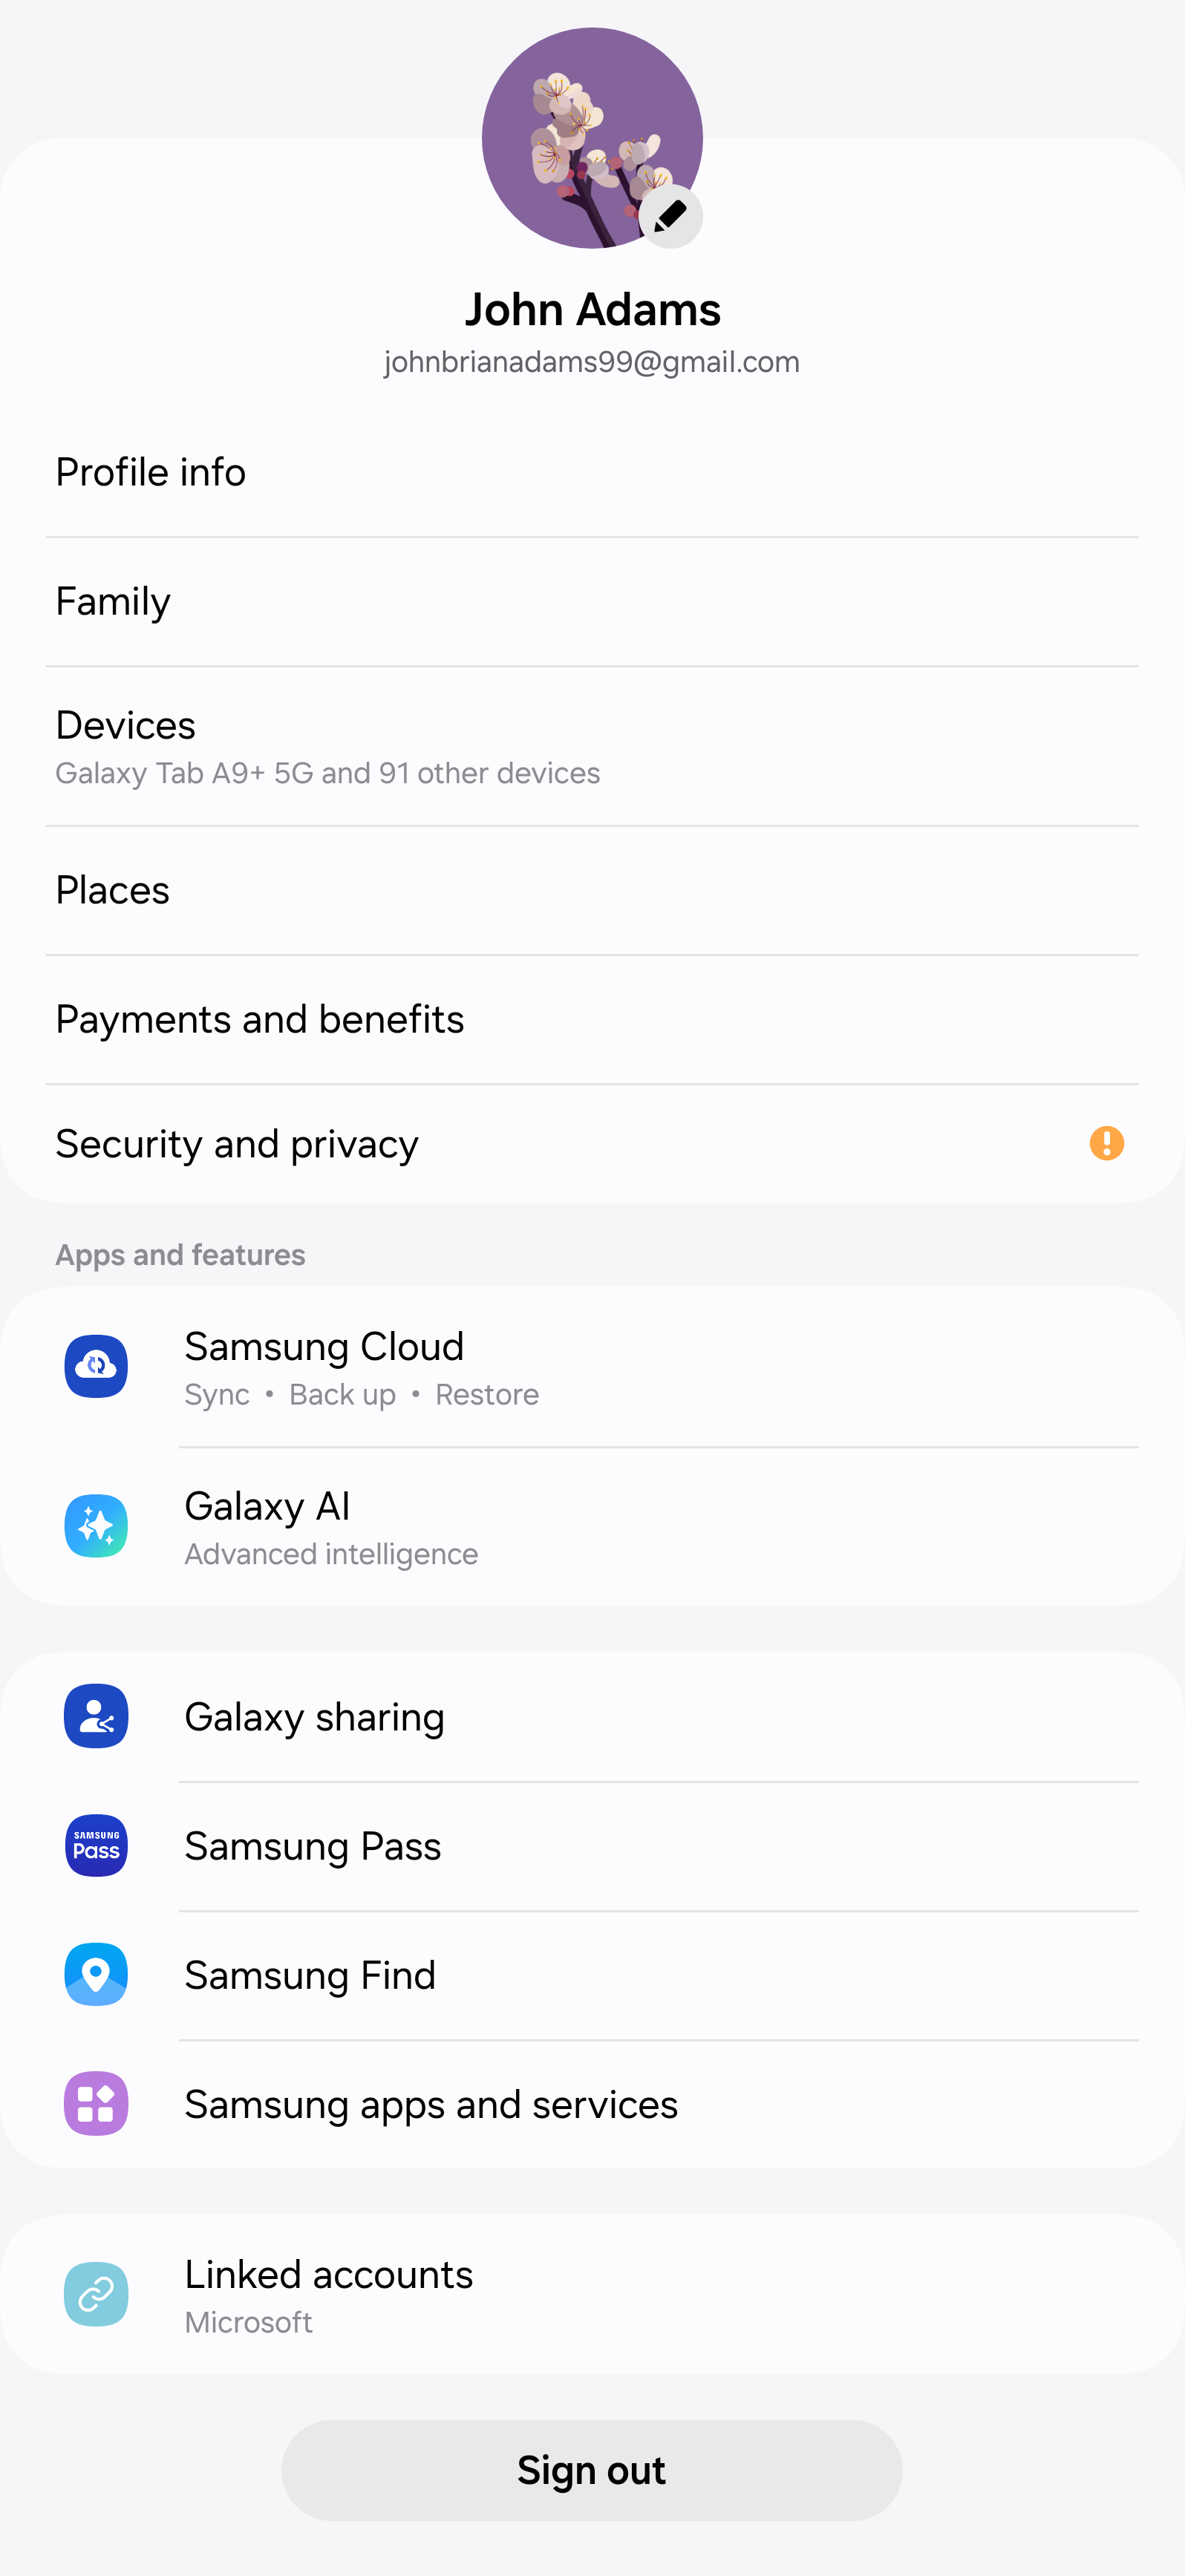 John Adams
johnbrianadams99@gmail.com
Profile info
Family
Devices
Galaxy Tab A9+ 5G and 91 other devices
Places
Payments and benefits
Security and privacy
Apps and features
Samsung Cloud
Sync • Back up • Restore
Galaxy AI
Advanced intelligence
Galaxy sharing
SAMSUNG
Pass
Samsung Pass
Samsung Find
Samsung apps and services
Linked accounts
Microsoft
Sign out